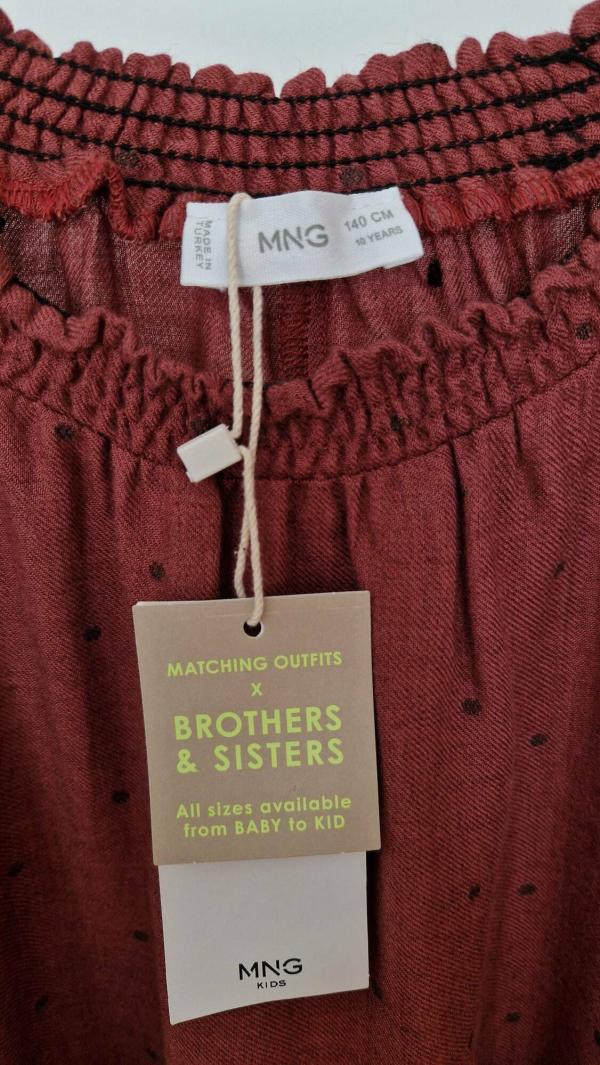 MADE IN
TURKEY
MNG
140 CM
10 YEARS
MATCHING OUTFITS
X
BROTHERS
& SISTERS
All sizes available
from BABY to KID
MNG
KIDS